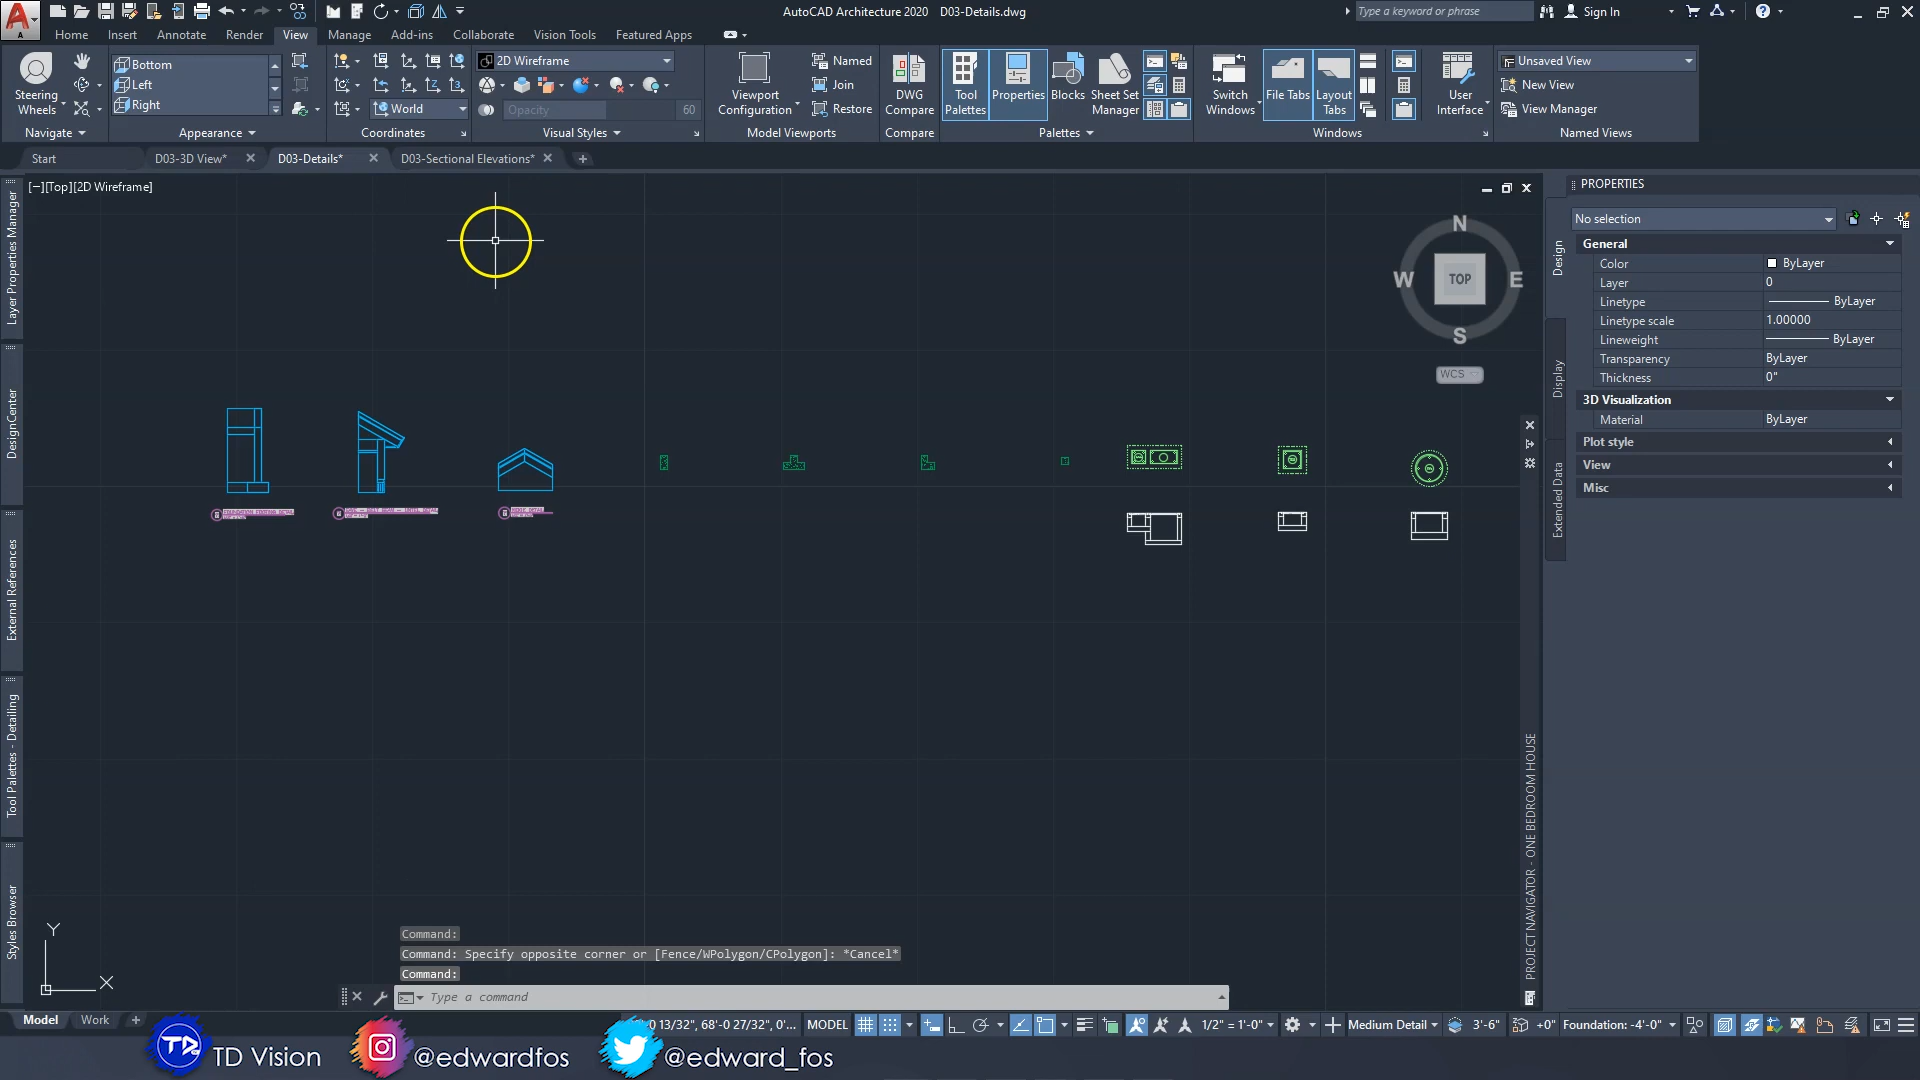 AutoCAD Architecture 2020 D03-Details.dwg
Type a keyword or phrase
Sign In
Home Insert Annotate Render View Manage Add-ins Collaborate Vision Tools Featured Apps
Steering Wheels
Navigate
Bottom
Left
Right
Appearance
World
Coordinates
2D Wireframe
Opacity 60
Visual Styles
Viewport Configuration
Named
Join
Restore
Model Viewports
DWG Compare
Compare
Tool Palettes
Properties
Blocks
Sheet Set Manager
Palettes
Switch Windows
File Tabs
Layout Tabs
Windows
User Interface
Unsaved View
New View
View Manager
Named Views
Start
D03-3D View*
D03-Details*
D03-Sectional Elevations*
[−][Top][2D Wireframe]
Layer Properties Manager
DesignCenter
External References
Tool Palettes - Detailing
Styles Browser
N
W TOP E
S
WCS
PROJECT NAVIGATOR - ONE BEDROOM HOUSE
PROPERTIES
No selection
Design
Display
Extended Data
General
Color ByLayer
Layer 0
Linetype ByLayer
Linetype scale 1.00000
Lineweight ByLayer
Transparency ByLayer
Thickness 0"
3D Visualization
Material ByLayer
Plot style
View
Misc
Y
X
Command:
Command: Specify opposite corner or [Fence/WPolygon/CPolygon]: *Cancel*
Command:
Type a command
Model Work
MODEL
1/2" = 1'-0"
Medium Detail
3'-6"
+0"
Foundation: -4'-0"
TD Vision
@edwardfos
@edward_fos